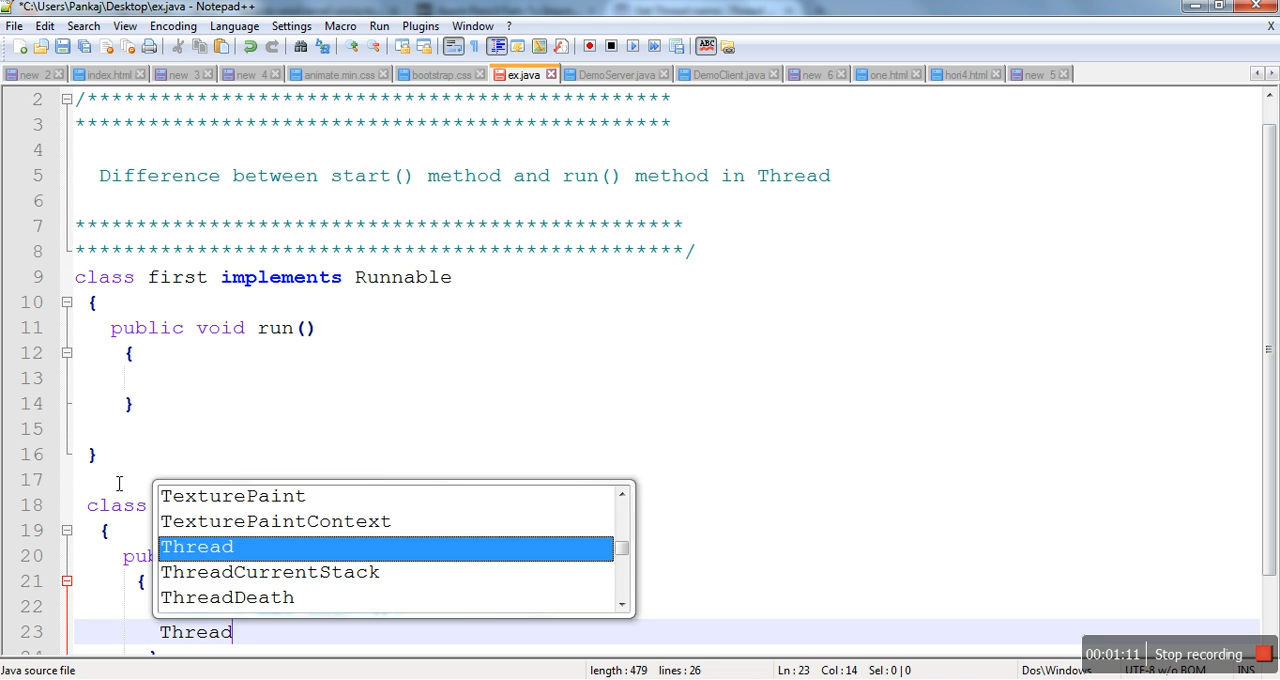 *C:\Users\Pankaj\Desktop\ex.java - Notepad++
File Edit Search View Encoding Language Settings Macro Run Plugins Window ? X
new 2 index.html new 3 new 4 animate.min.css bootstrap.css ex.java DemoServer.java DemoClient.java new 6 one.html hori4.html new 5
2 /************************************************
3 *************************************************
4
5 Difference between start() method and run() method in Thread
6
7 **************************************************
8 **************************************************/
9 class first implements Runnable
10 {
11 public void run()
12 {
13
14 }
15
16 }
17
18 class
19 {
20 pub
21 {
22
23 Thread
TexturePaint
TexturePaintContext
Thread
ThreadCurrentStack
ThreadDeath
00:01:11 Stop recording
Java source file length : 479 lines : 26 Ln : 23 Col : 14 Sel : 0 | 0 Dos\Windows UTF-8 w/o BOM INS